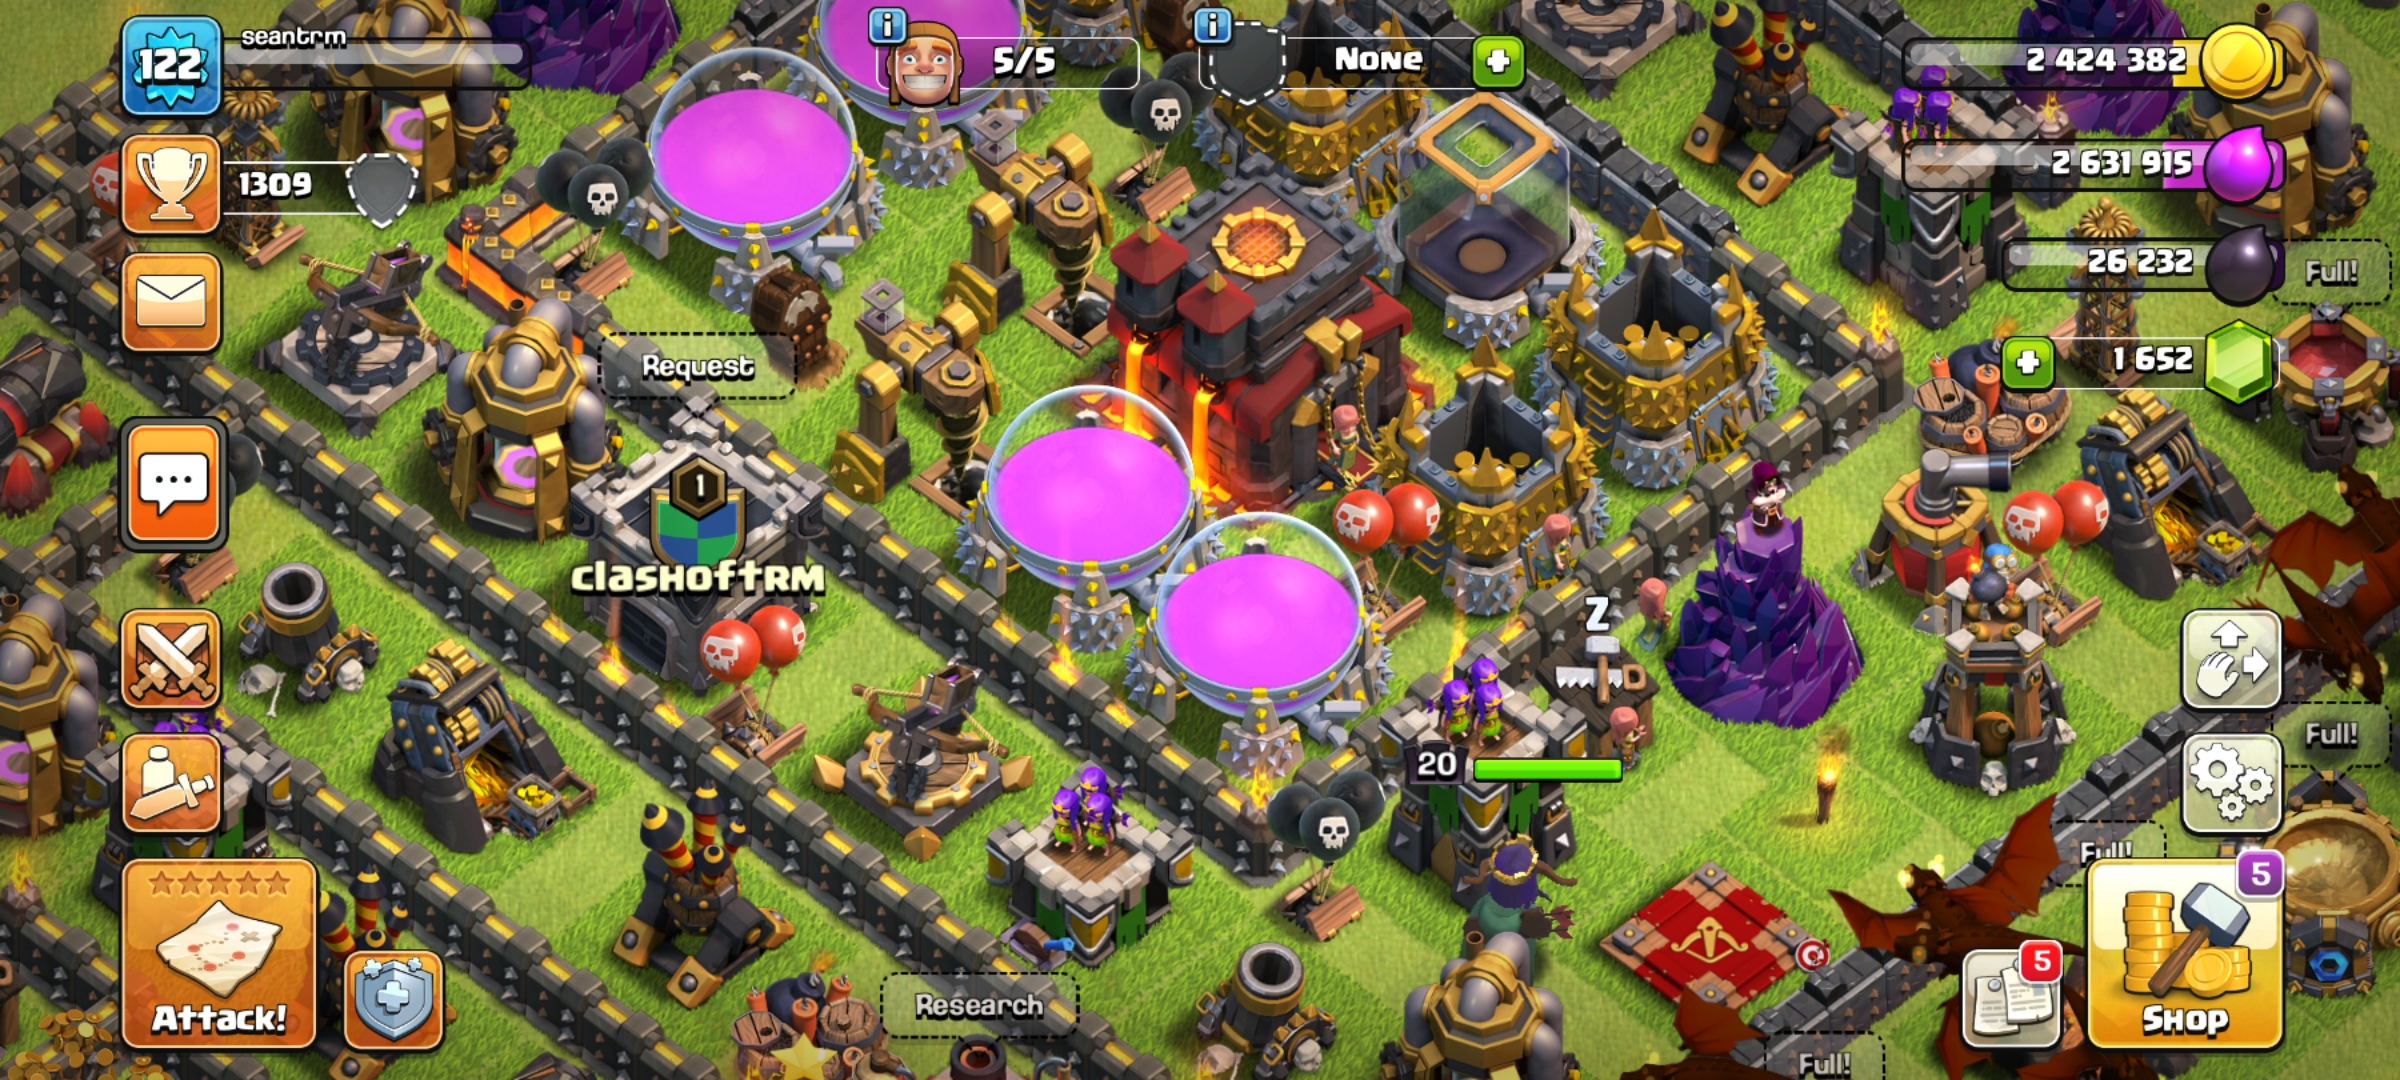 122
seantrm
5/5
None
2 424 382
1309
2 631 915
26 232
Full!
1 652
Request
1
clashoftrm
Z
Full!
20
Full!
5
Attack!
Research
5
Shop
Full!